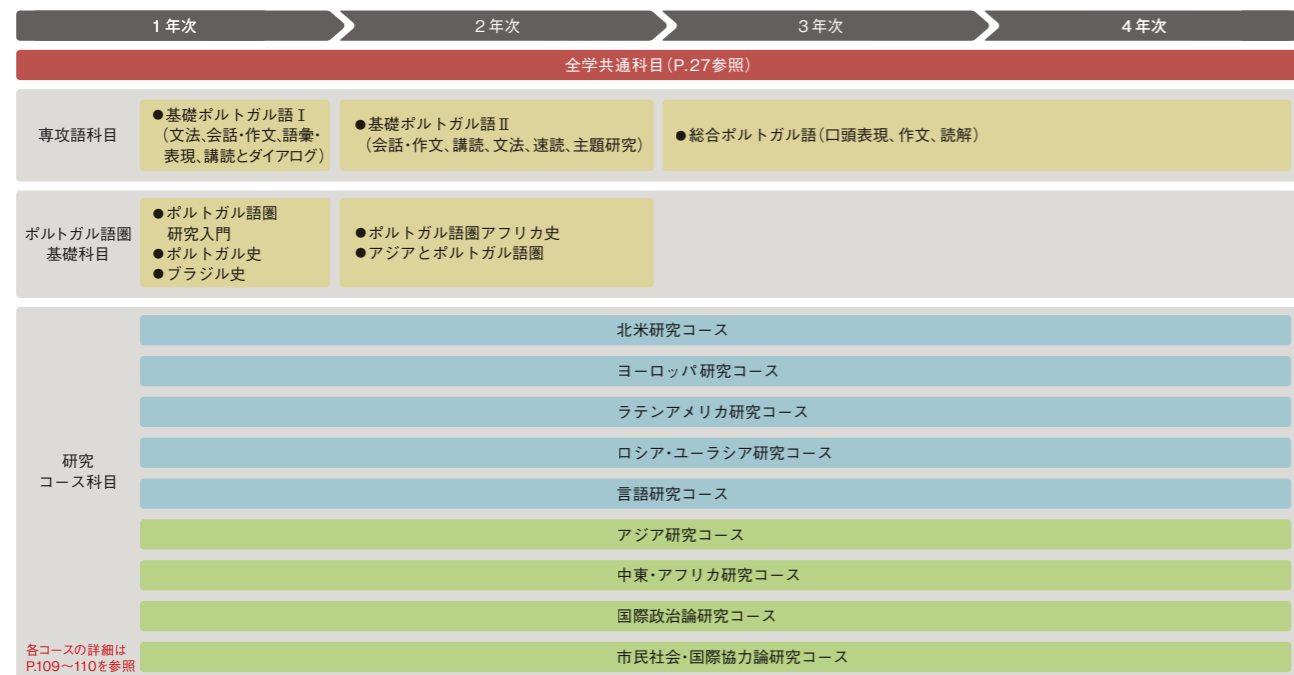 1年次
2年次
3年次
4年次
全学共通科目(P.27参照)
専攻語科目
●基礎ポルトガル語Ⅰ
(文法、会話・作文、語彙・
表現、講読とダイアログ)
●基礎ポルトガル語Ⅱ
(会話・作文、講読、文法、速読、主題研究)
●総合ポルトガル語(口頭表現、作文、読解)
ポルトガル語圏
基礎科目
●ポルトガル語圏
研究入門
●ポルトガル史
●ブラジル史
●ポルトガル語圏アフリカ史
●アジアとポルトガル語圏
研究
コース科目
北米研究コース
ヨーロッパ研究コース
ラテンアメリカ研究コース
ロシア・ユーラシア研究コース
言語研究コース
アジア研究コース
中東・アフリカ研究コース
国際政治論研究コース
市民社会・国際協力論研究コース
各コースの詳細は
P.109〜110を参照